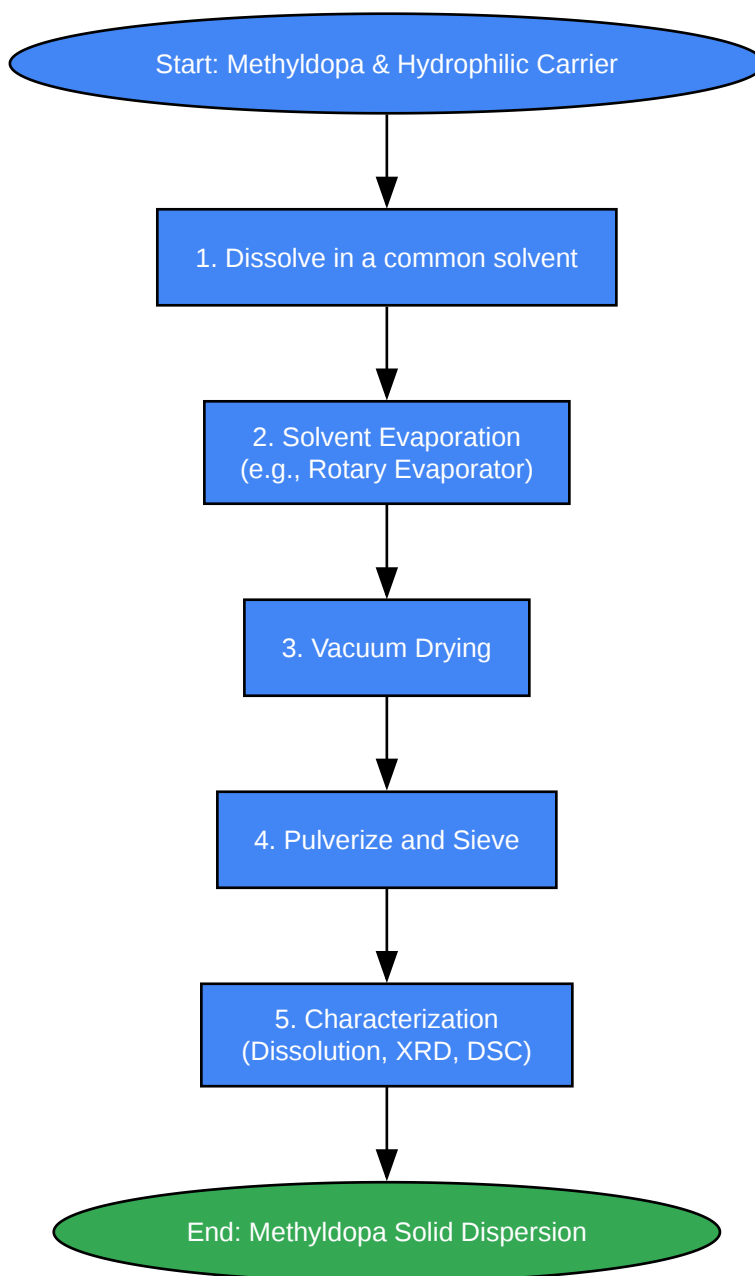 Start: Methyldopa & Hydrophilic Carrier
1. Dissolve in a common solvent
2. Solvent Evaporation
(e.g., Rotary Evaporator)
3. Vacuum Drying
4. Pulverize and Sieve
5. Characterization
(Dissolution, XRD, DSC)
End: Methyldopa Solid Dispersion